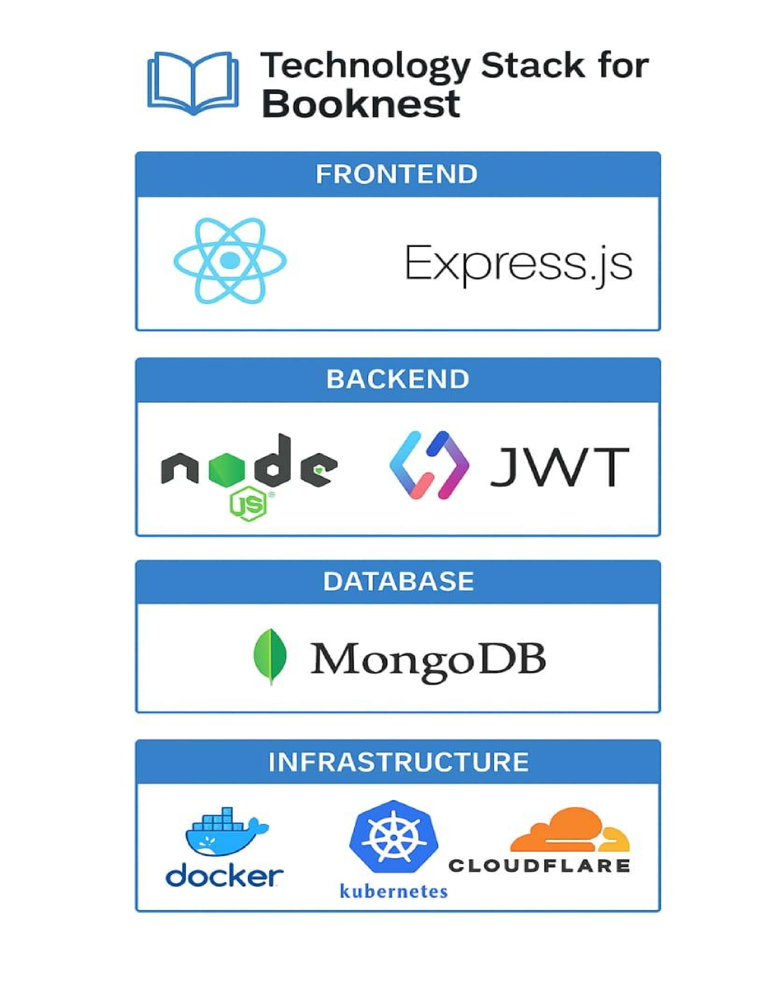 Technology Stack for
Booknest
FRONTEND
Express.js
BACKEND
node
JS®
JWT
DATABASE
MongoDB
INFRASTRUCTURE
docker
kubernetes
CLOUDFLARE